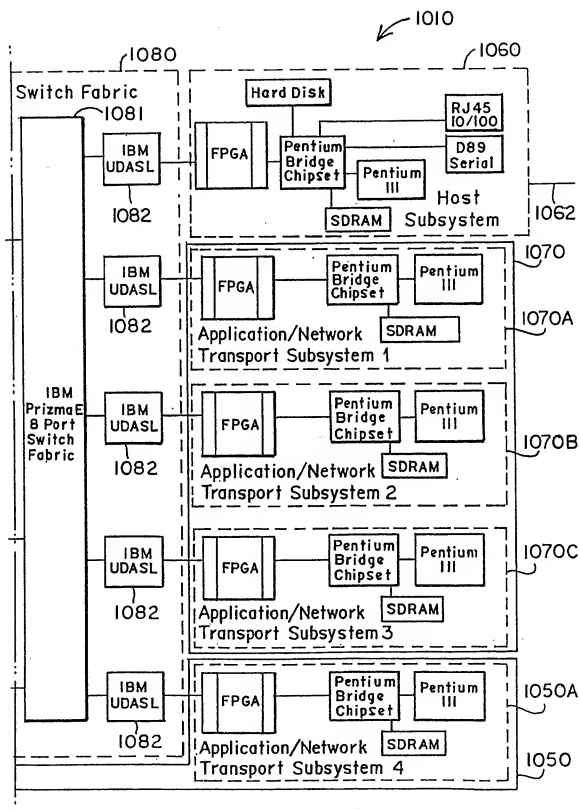 1010
1080
1060
Switch Fabric
1081
Hard Disk
RJ45
10/100
IBM
UDASL
FPGA
Pentium
Bridge
Chipset
D89
Serial
Pentium
III
Host
Subsystem
1082
SDRAM
1062
1070
IBM
UDASL
FPGA
Pentium
Bridge
Chipset
Pentium
III
1082
SDRAM
1070A
Application/Network
Transport Subsystem 1
IBM
PrizmaE
8 Port
Switch
Fabric
IBM
UDASL
FPGA
Pentium
Bridge
Chipset
Pentium
III
1082
SDRAM
1070B
Application/Network
Transport Subsystem 2
IBM
UDASL
FPGA
Pentium
Bridge
Chipset
Pentium
III
1070C
1082
SDRAM
Application/Network
Transport Subsystem 3
IBM
UDASL
FPGA
Pentium
Bridge
Chipset
Pentium
III
1050A
1082
SDRAM
Application/Network
Transport Subsystem 4
1050